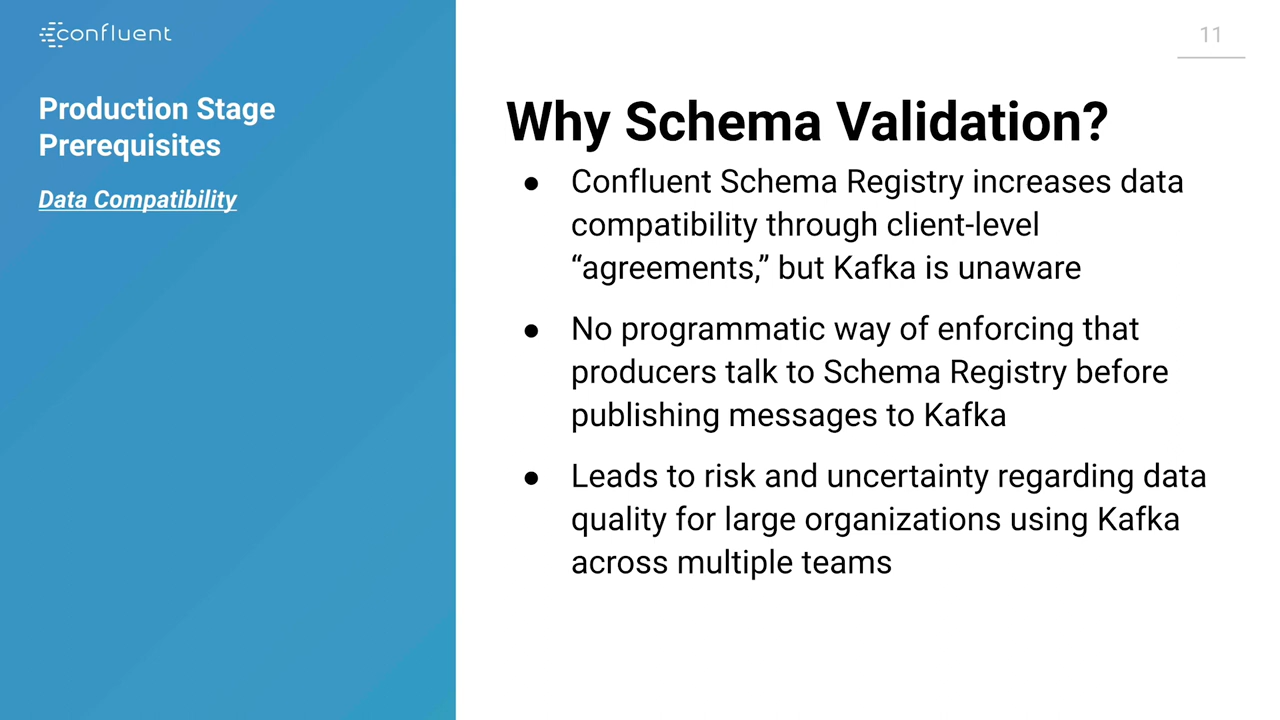 confluent
11
Production Stage
Prerequisites
Data Compatibility
Why Schema Validation?
● Confluent Schema Registry increases data
compatibility through client-level
“agreements,” but Kafka is unaware
● No programmatic way of enforcing that
producers talk to Schema Registry before
publishing messages to Kafka
● Leads to risk and uncertainty regarding data
quality for large organizations using Kafka
across multiple teams